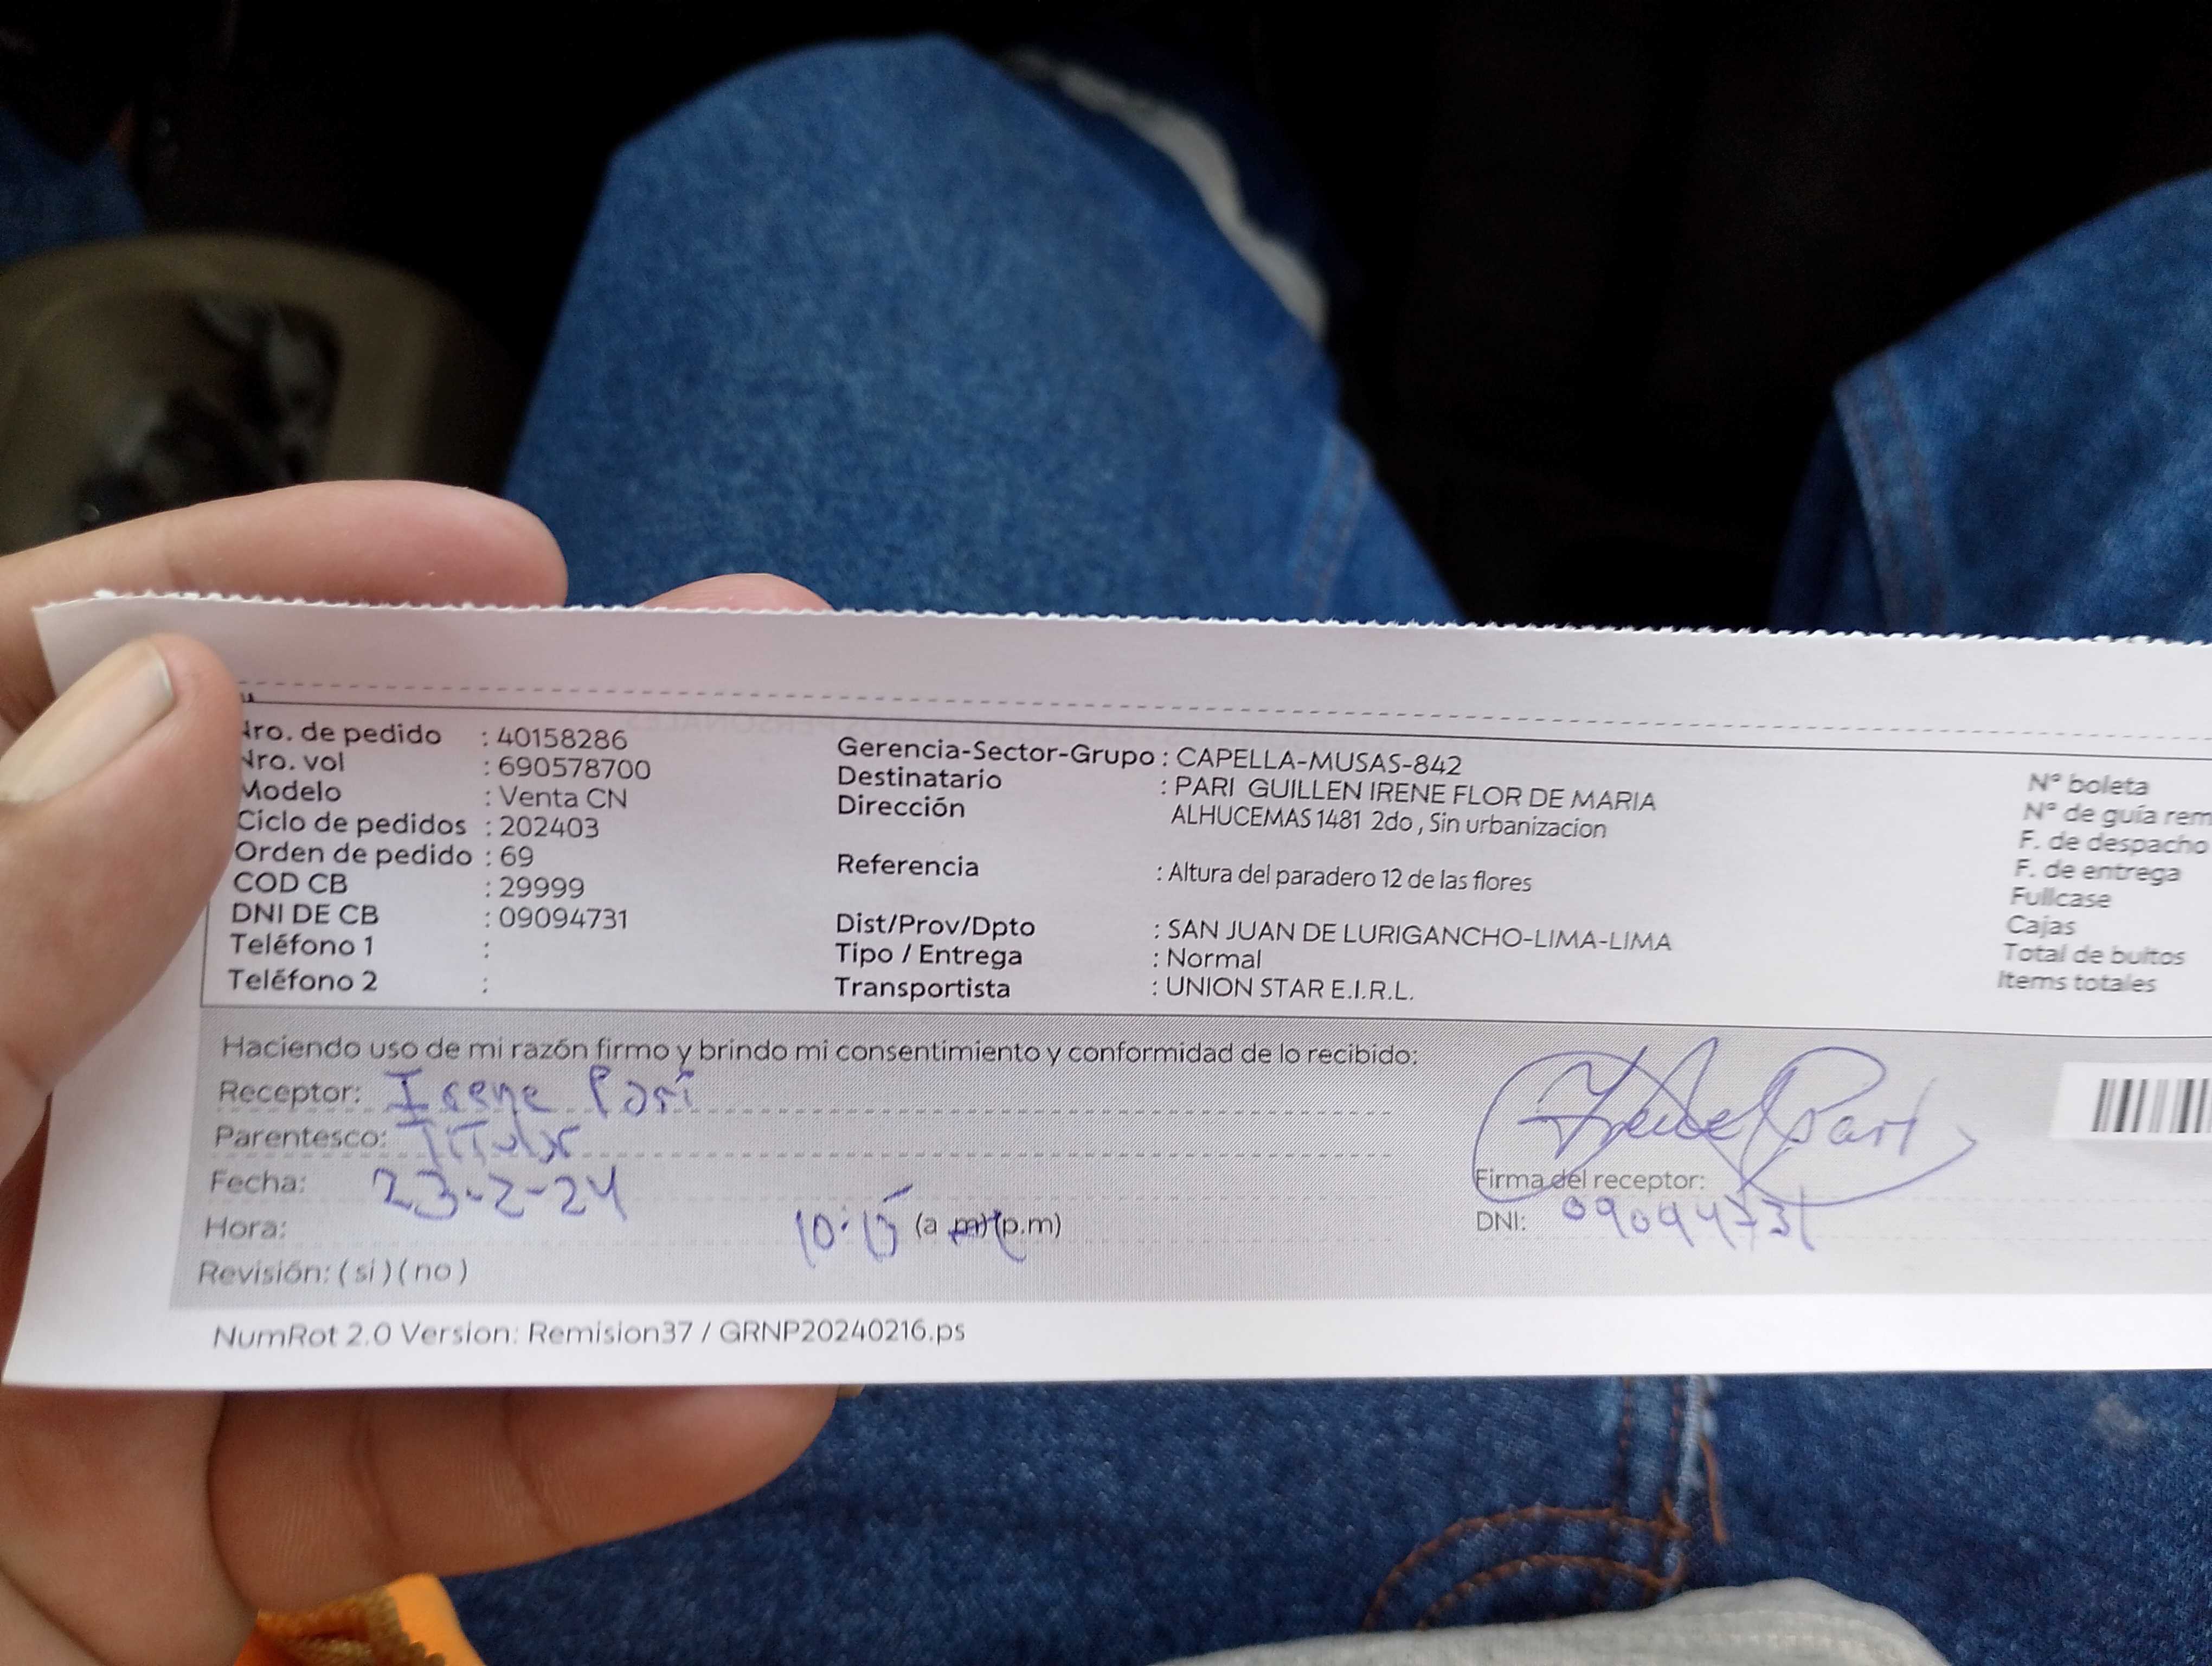 Nro. de pedido : 40158286
Nro. vol : 690578700
Modelo : Venta CN
Ciclo de pedidos : 202403
Orden de pedido : 69
COD CB : 29999
DNI DE CB : 09094731
Teléfono 1 :
Teléfono 2 :
Gerencia-Sector-Grupo : CAPELLA-MUSAS-842
Destinatario : PARI GUILLEN IRENE FLOR DE MARIA
Dirección ALHUCEMAS 1481 2do , Sin urbanizacion
Referencia : Altura del paradero 12 de las flores
Dist/Prov/Dpto : SAN JUAN DE LURIGANCHO-LIMA-LIMA
Tipo / Entrega : Normal
Transportista : UNION STAR E.I.R.L.
N° boleta
N° de guía rem
F. de despacho
F. de entrega
Fullcase
Cajas
Total de bultos
Items totales
Haciendo uso de mi razón firmo y brindo mi consentimiento y conformidad de lo recibido:
Receptor: Irene Pari
Parentesco: Titular
Fecha: 23-2-24
Hora: 10:15 (a m) (p.m)
Revisión: ( si ) ( no )
Irene Pari
Firma del receptor:
DNI: 09094731
NumRot 2.0 Version: Remision37 / GRNP20240216.ps